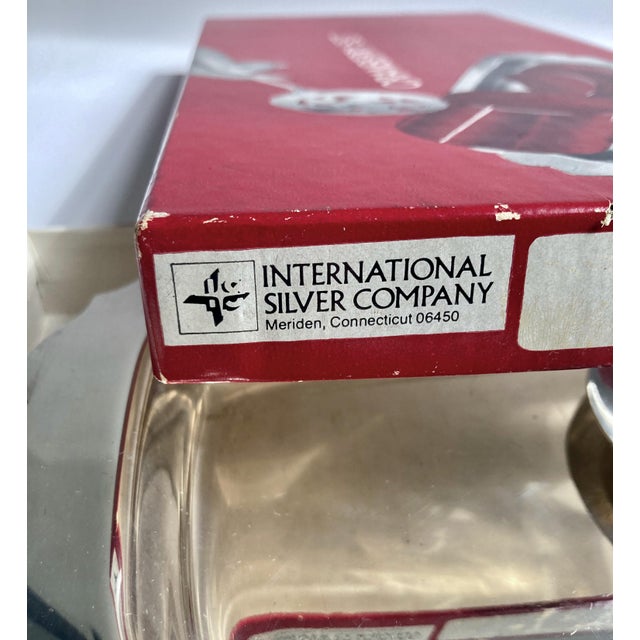 INTERNATIONAL
SILVER COMPANY
Meriden, Connecticut 06450